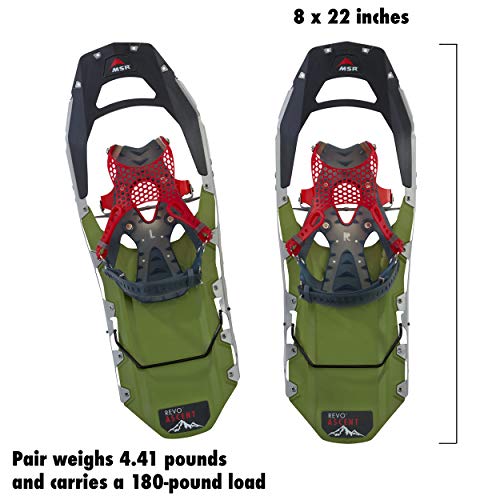 8 x 22 inches
MSR
MSR
L
R
REVO
ASCENT
REVO
ASCENT
Pair weighs 4.41 pounds
and carries a 180-pound load